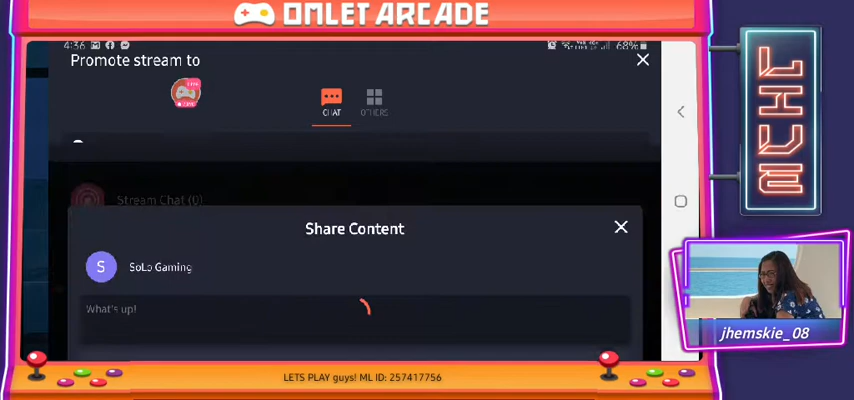 OMLET ARCADE
4:36
68%
Promote stream to
CHAT
OTHERS
Stream Chat (0)
Share Content
S
SoLo Gaming
What's up!
LIVE
jhemskie_08
LETS PLAY guys! ML ID: 257417756